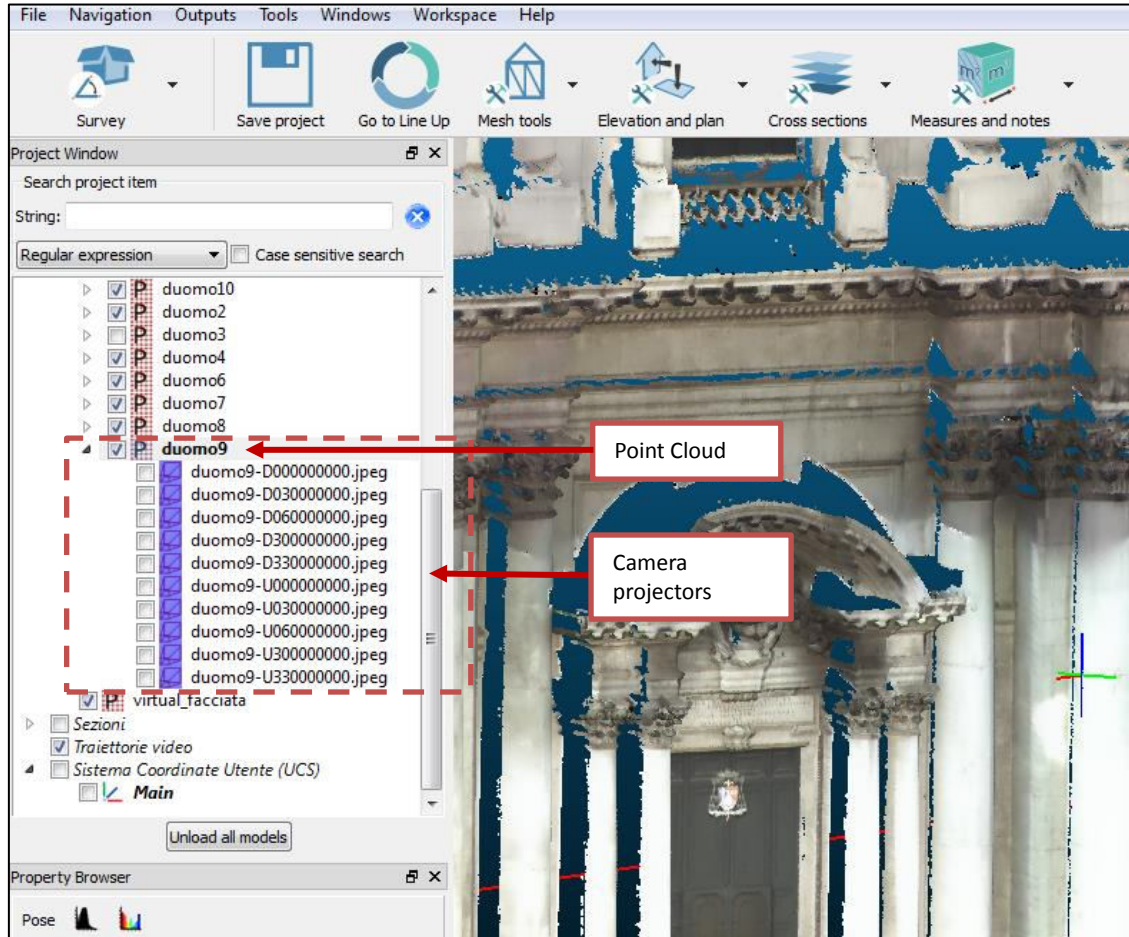 File Navigation Outputs Tools Windows Workspace Help
m² m³
Survey Save project Go to Line Up Mesh tools Elevation and plan Cross sections Measures and notes
Project Window
Search project item
String:
Regular expression Case sensitive search
P duomo10
P duomo2
P duomo3
P duomo4
P duomo6
P duomo7
P duomo8
P duomo9
Point Cloud
duomo9-D000000000.jpeg
duomo9-D030000000.jpeg
duomo9-D060000000.jpeg
duomo9-D300000000.jpeg
duomo9-D330000000.jpeg
duomo9-U000000000.jpeg
duomo9-U030000000.jpeg
duomo9-U060000000.jpeg
duomo9-U300000000.jpeg
duomo9-U330000000.jpeg
Camera
projectors
P virtual_facciata
Sezioni
Traiettorie video
Sistema Coordinate Utente (UCS)
Main
Unload all models
Property Browser
Pose